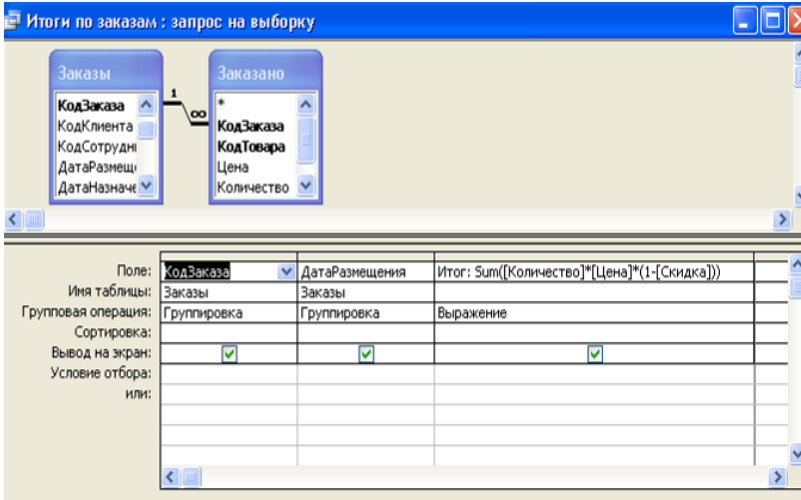 Итоги по заказам : запрос на выборку
Заказы
КодЗаказа
КодКлиента
КодСотрудни
ДатаРазмеще
ДатаНазначе
1
∞
Заказано
*
КодЗаказа
КодТовара
Цена
Количество
Поле: КодЗаказа ДатаРазмещения Итог: Sum([Количество]*[Цена]*(1-[Скидка]))
Имя таблицы: Заказы Заказы
Групповая операция: Группировка Группировка Выражение
Сортировка:
Вывод на экран:
Условие отбора:
или: